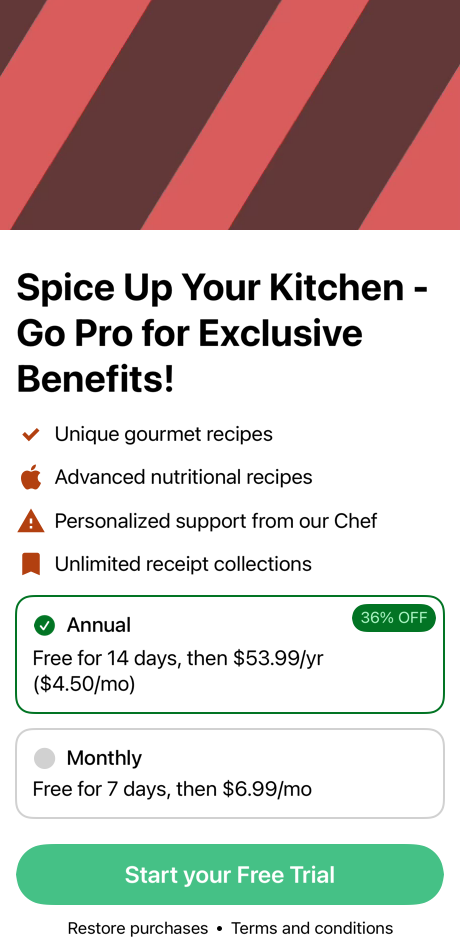 Spice Up Your Kitchen -
Go Pro for Exclusive
Benefits!
Unique gourmet recipes
Advanced nutritional recipes
Personalized support from our Chef
Unlimited receipt collections
Annual
36% OFF
Free for 14 days, then $53.99/yr
($4.50/mo)
Monthly
Free for 7 days, then $6.99/mo
Start your Free Trial
Restore purchases • Terms and conditions